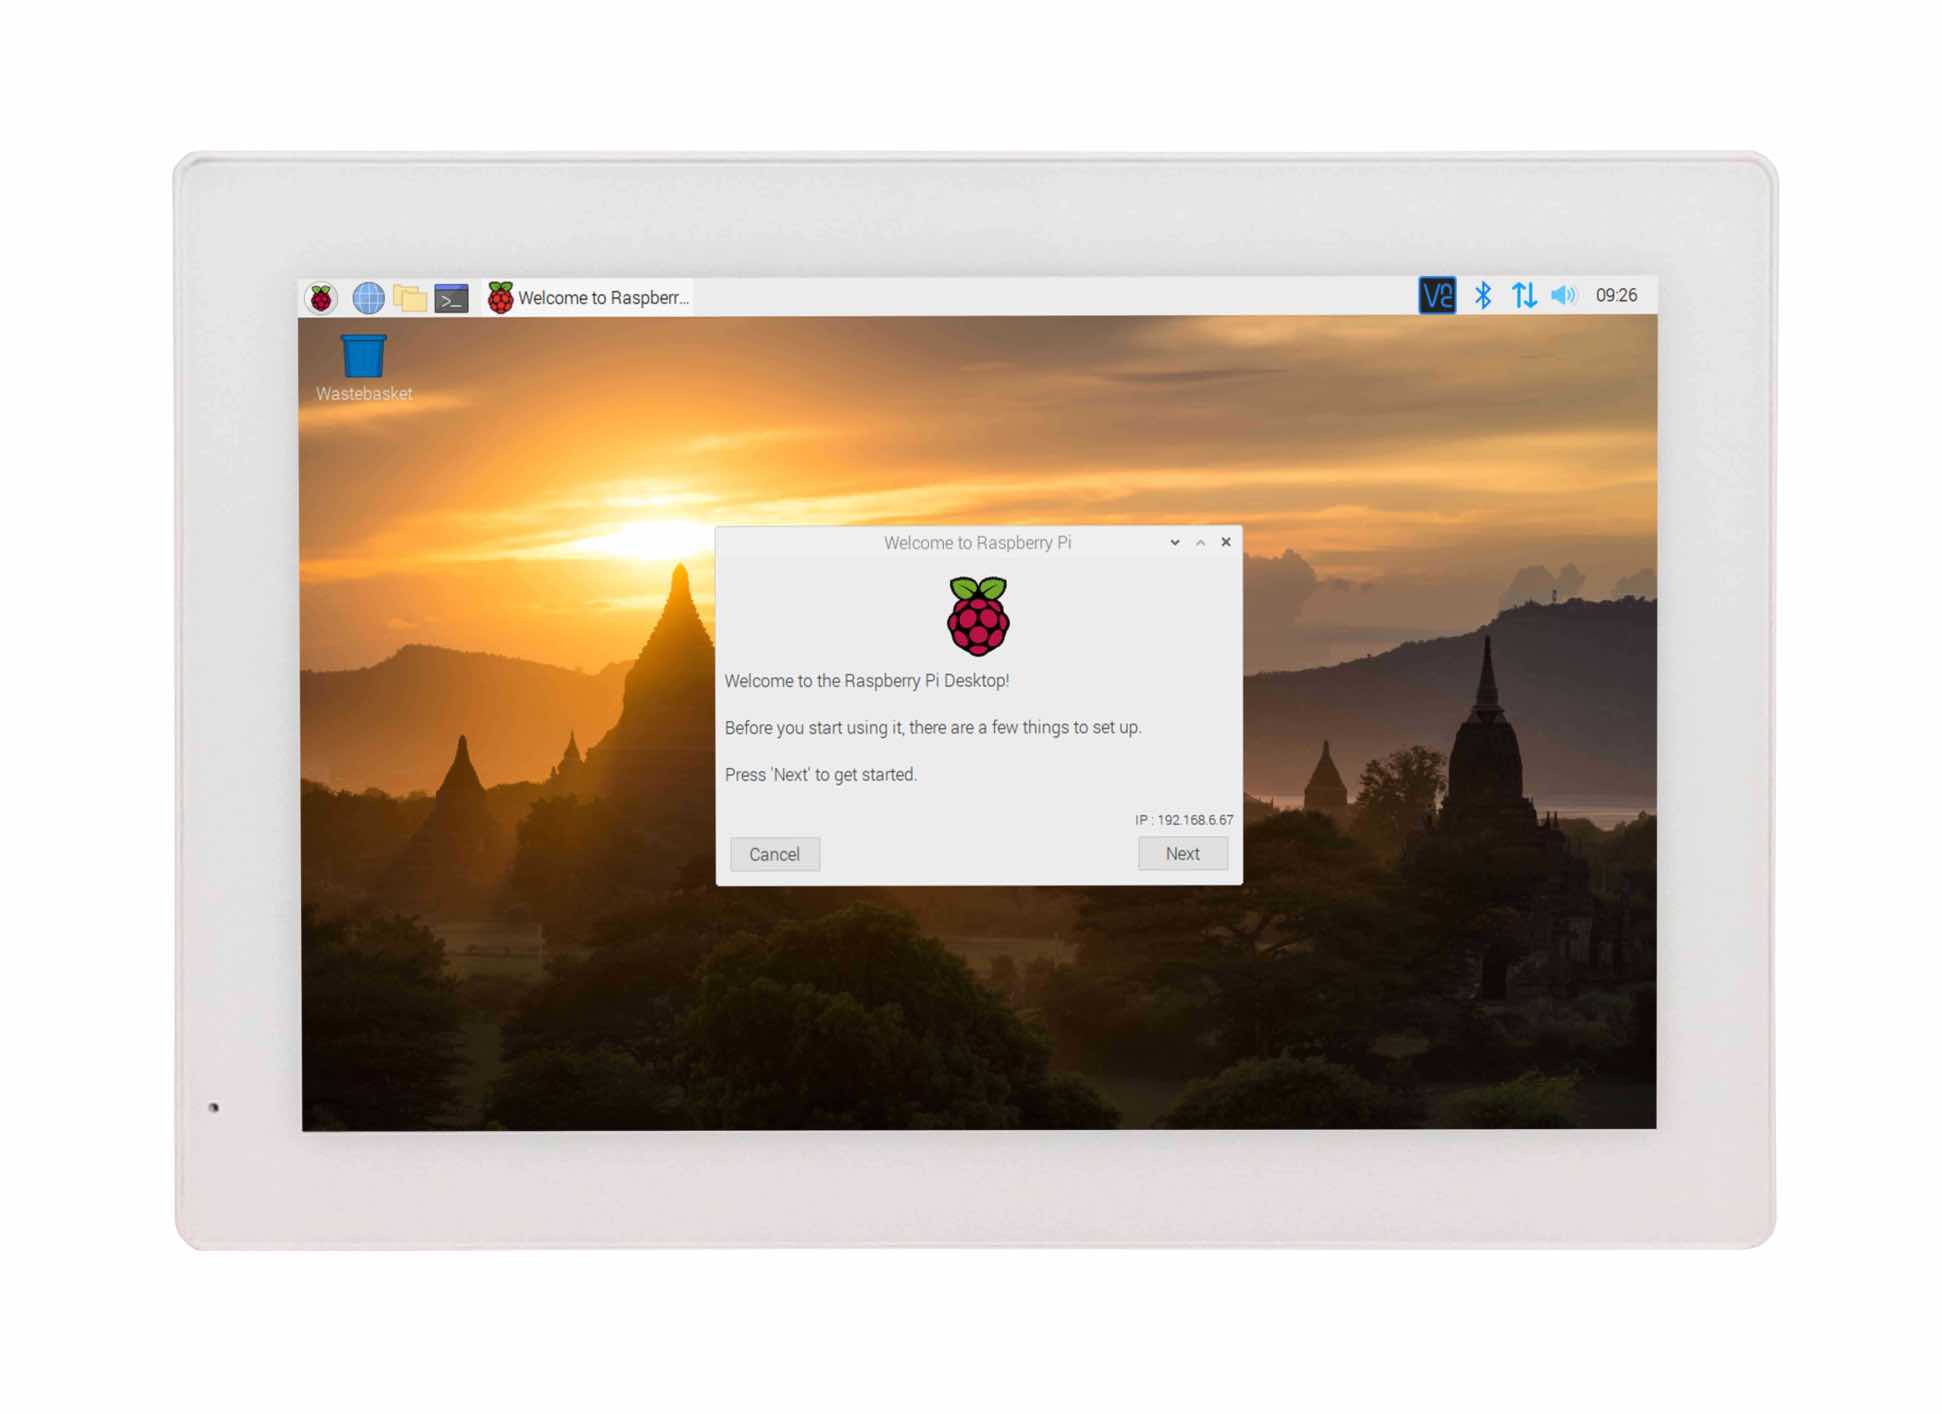 Welcome to Raspberr...
09:26
Wastebasket
Welcome to Raspberry Pi
Welcome to the Raspberry Pi Desktop!
Before you start using it, there are a few things to set up.
Press 'Next' to get started.
IP : 192.168.6.67
Cancel
Next